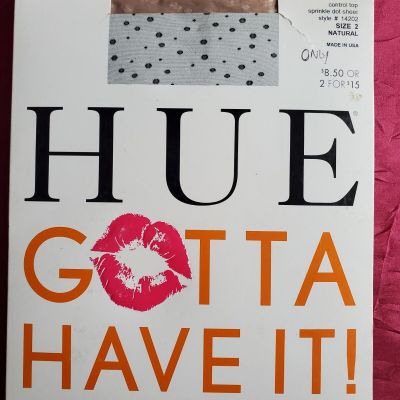 control top
sprinkle dot sheer
style # 14202
SIZE 2
NATURAL
MADE IN USA
ONLY
$8.50 OR
2 FOR $15
HUE®
GOTTA
HAVE IT!